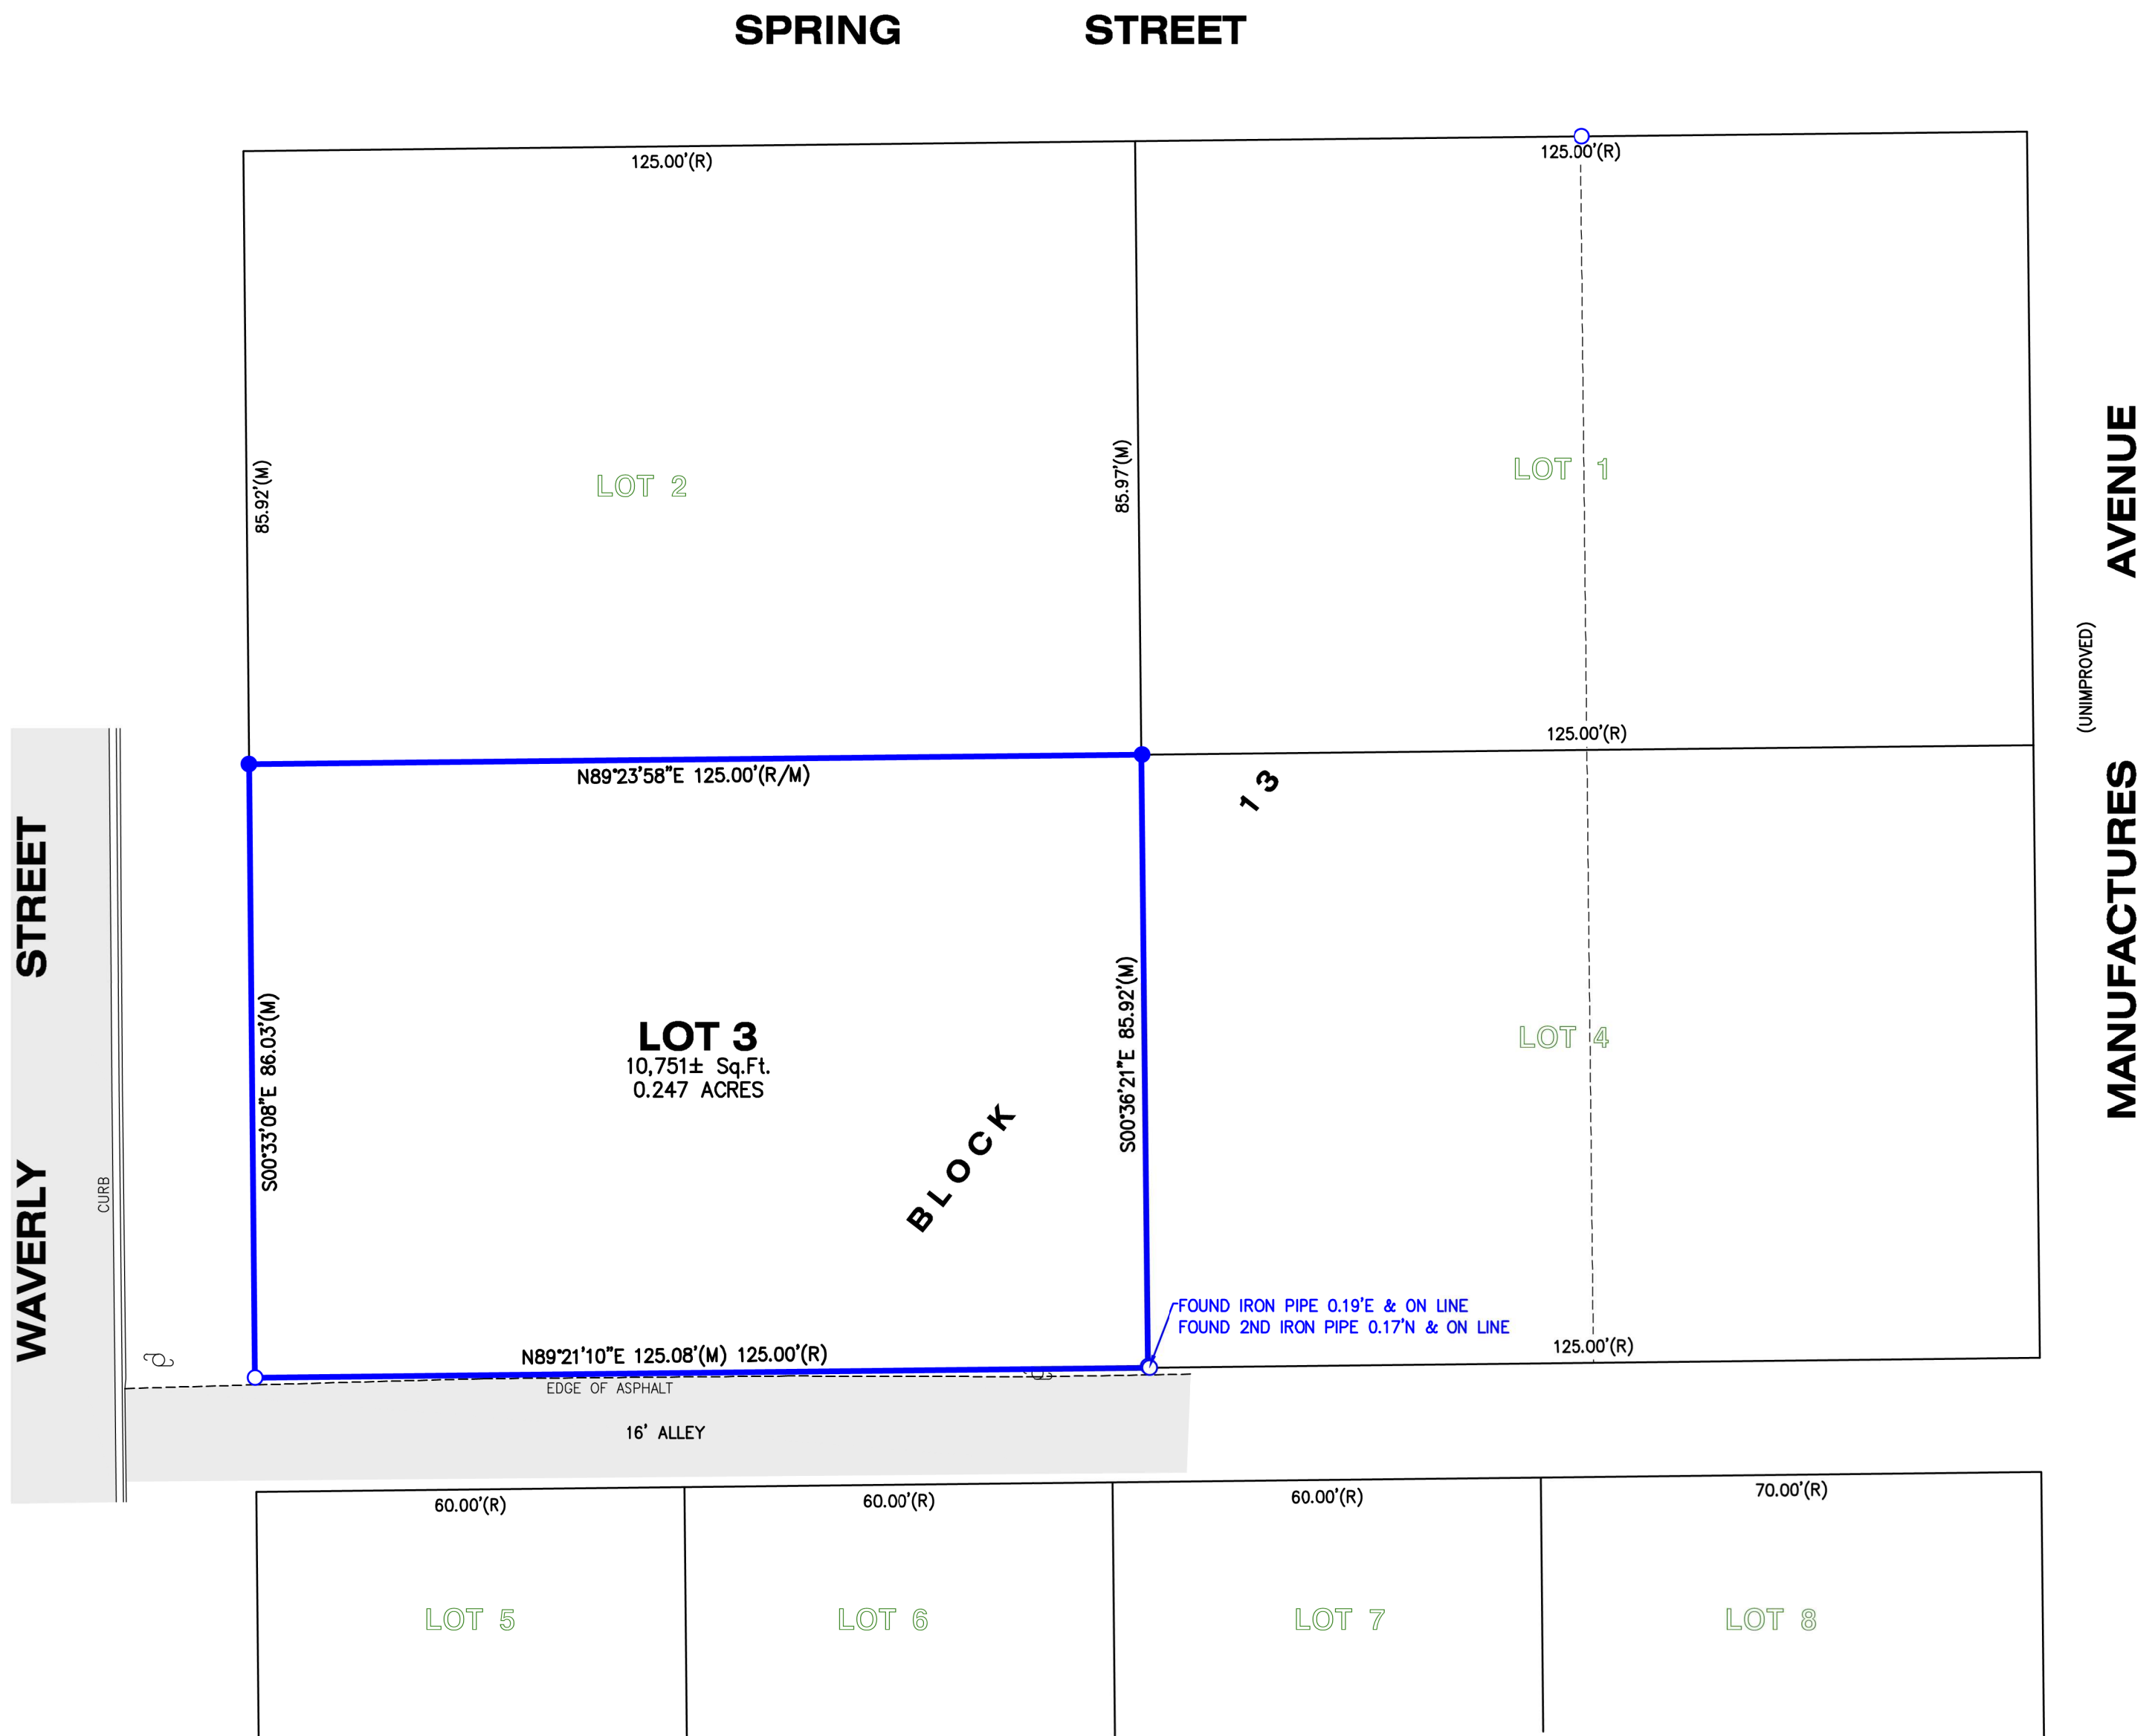 SPRING STREET
125.00'(R)
125.00'(R)
85.92'(M)
LOT 2
85.97'(M)
LOT 1
AVENUE
(UNIMPROVED)
MANUFACTURES
125.00'(R)
N89°23'58"E 125.00'(R/M)
13
WAVERLY STREET
CURB
S00°33'08"E 86.03'(M)
LOT 3
10,751± Sq.Ft.
0.247 ACRES
BLOCK
S00°36'21"E 85.92'(M)
LOT 4
FOUND IRON PIPE 0.19'E & ON LINE
FOUND 2ND IRON PIPE 0.17'N & ON LINE
125.00'(R)
N89°21'10"E 125.08'(M) 125.00'(R)
EDGE OF ASPHALT
16' ALLEY
60.00'(R)
60.00'(R)
60.00'(R)
70.00'(R)
LOT 5
LOT 6
LOT 7
LOT 8